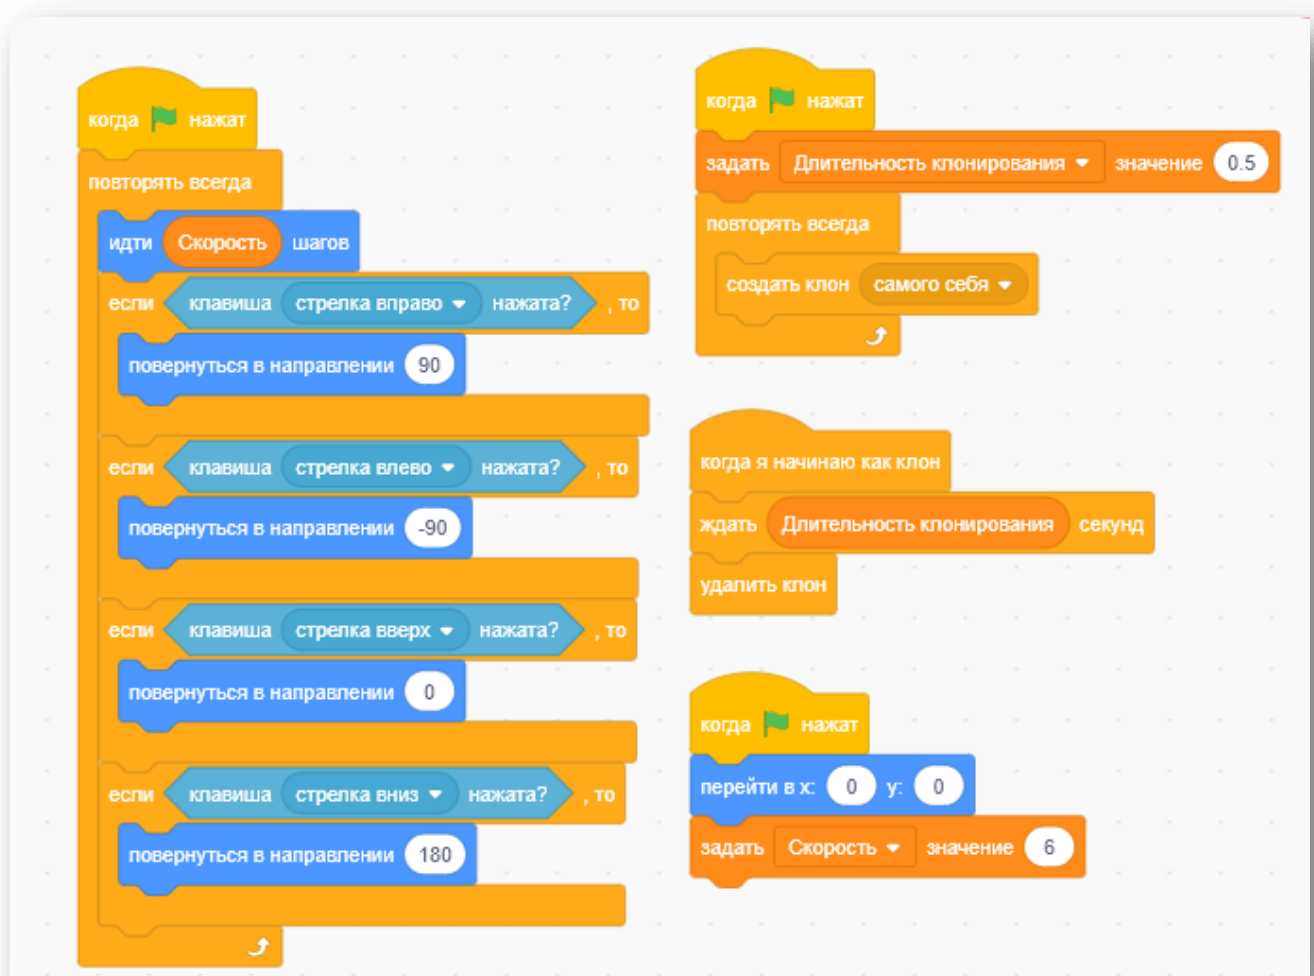 когда нажат
повторять всегда
идти Скорость шагов
если клавиша стрелка вправо нажата? , то
повернуться в направлении 90
если клавиша стрелка влево нажата? , то
повернуться в направлении -90
если клавиша стрелка вверх нажата? , то
повернуться в направлении 0
если клавиша стрелка вниз нажата? , то
повернуться в направлении 180
когда нажат
задать Длительность клонирования значение 0.5
повторять всегда
создать клон самого себя
когда я начинаю как клон
ждать Длительность клонирования секунд
удалить клон
когда нажат
перейти в x: 0 y: 0
задать Скорость значение 6